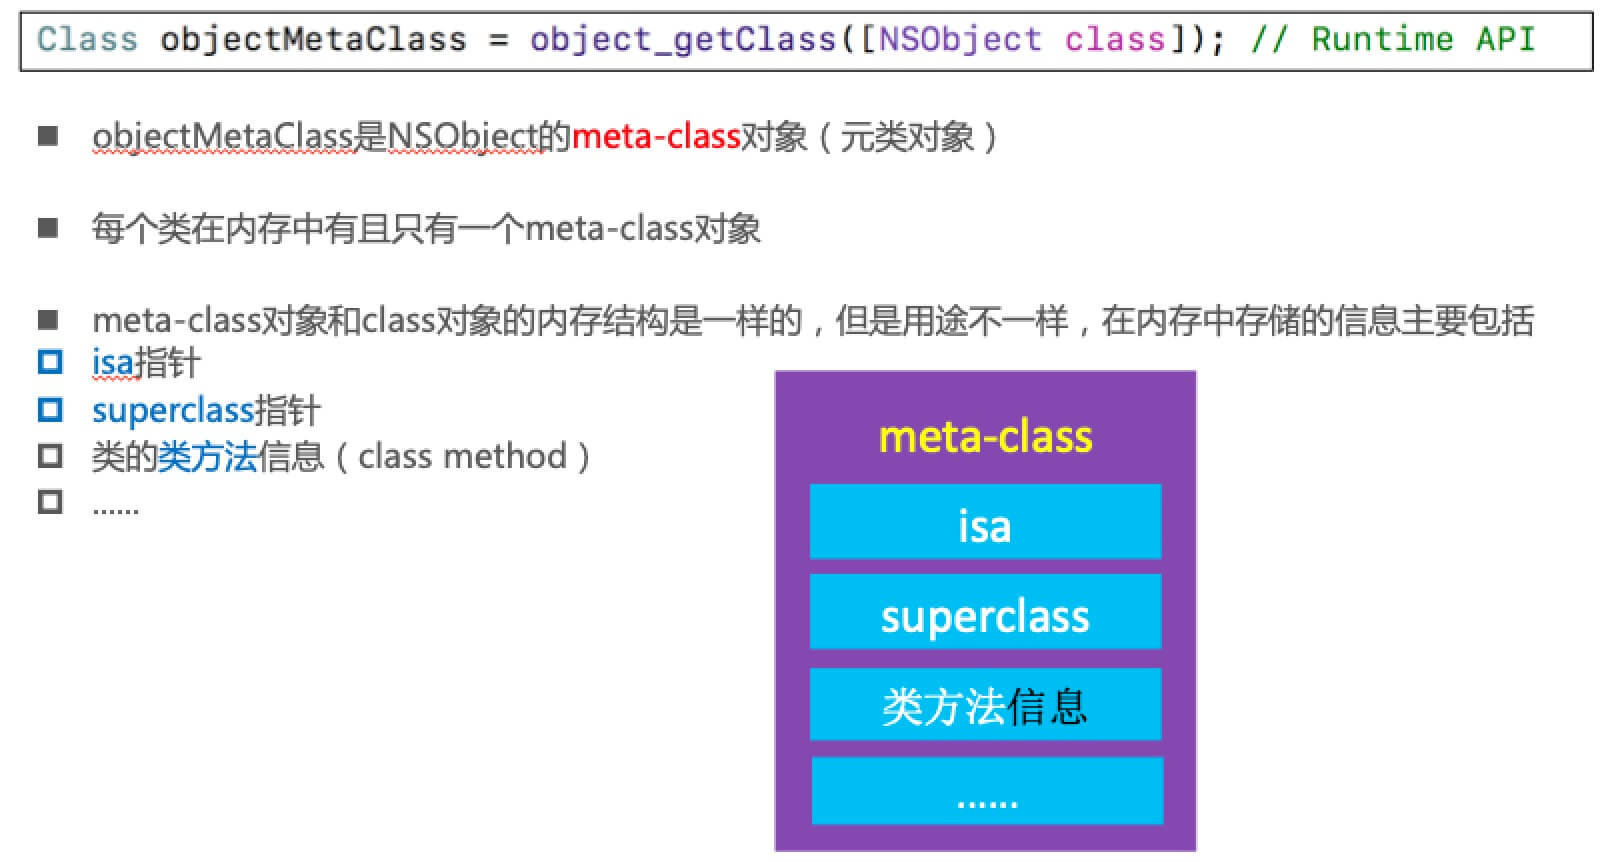 Class objectMetaClass = object_getClass([NSObject class]); // Runtime API
objectMetaClass是NSObject的meta-class对象（元类对象）
每个类在内存中有且只有一个meta-class对象
meta-class对象和class对象的内存结构是一样的，但是用途不一样，在内存中存储的信息主要包括
isa指针
superclass指针
类的类方法信息（class method）
......
meta-class
isa
superclass
类方法信息
......